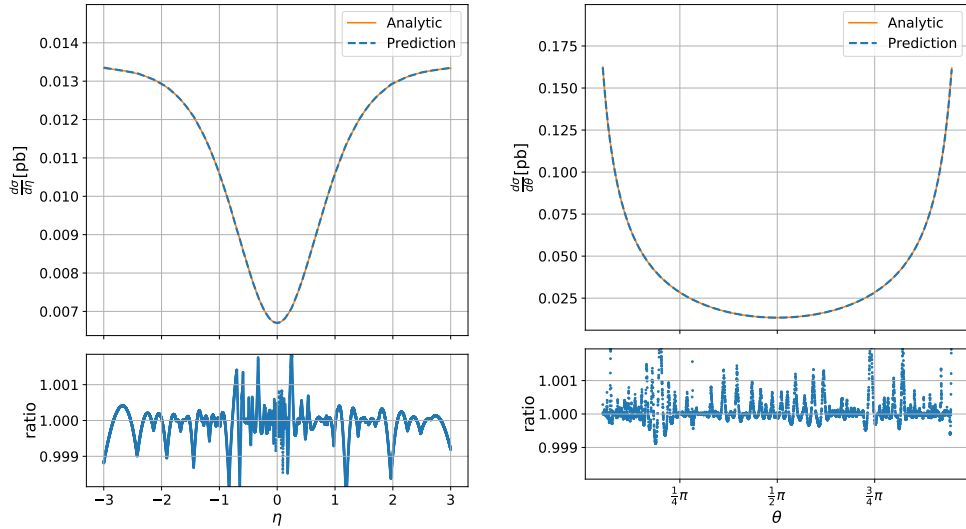 Analytic
Prediction
0.014
0.013
0.012
0.011
0.010
0.009
0.008
0.007
dσ/dη [pb]
1.001
1.000
0.999
ratio
−3 −2 −1 0 1 2 3
η
Analytic
Prediction
0.175
0.150
0.125
0.100
0.075
0.050
0.025
dσ/dθ [pb]
1.001
1.000
0.999
ratio
1/4 π 1/2 π 3/4 π
θ